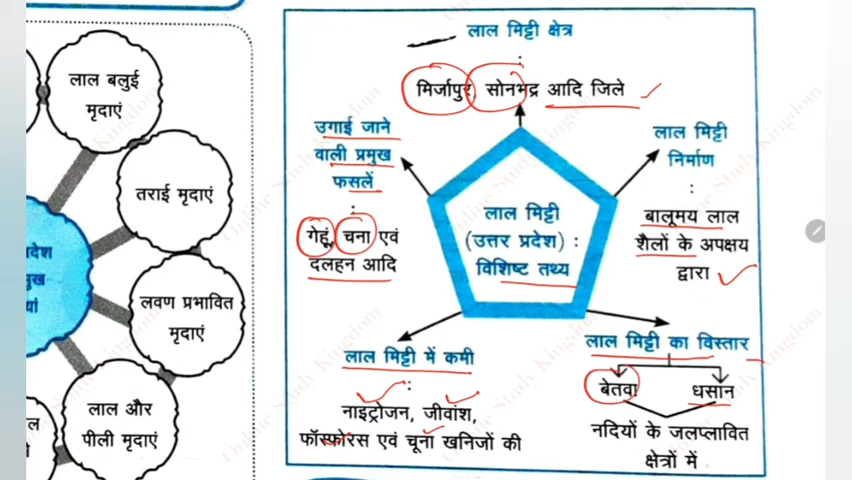 लाल बलुई
मृदाएं
तराई मृदाएं
लवण प्रभावित
मृदाएं
लाल और
पीली मृदाएं
लाल मिट्टी क्षेत्र
:
मिर्जापुर, सोनभद्र आदि जिले
उगाई जाने
वाली प्रमुख
फसलें
:
गेहूं, चना एवं
दलहन आदि
लाल मिट्टी
निर्माण
:
बालूमय लाल
शैलों के अपक्षय
द्वारा
लाल मिट्टी
(उत्तर प्रदेश) :
विशिष्ट तथ्य
लाल मिट्टी में कमी
:
नाइट्रोजन, जीवांश,
फॉस्फोरस एवं चूना खनिजों की
लाल मिट्टी का विस्तार
बेतवा धसान
नदियों के जलप्लावित
क्षेत्रों में